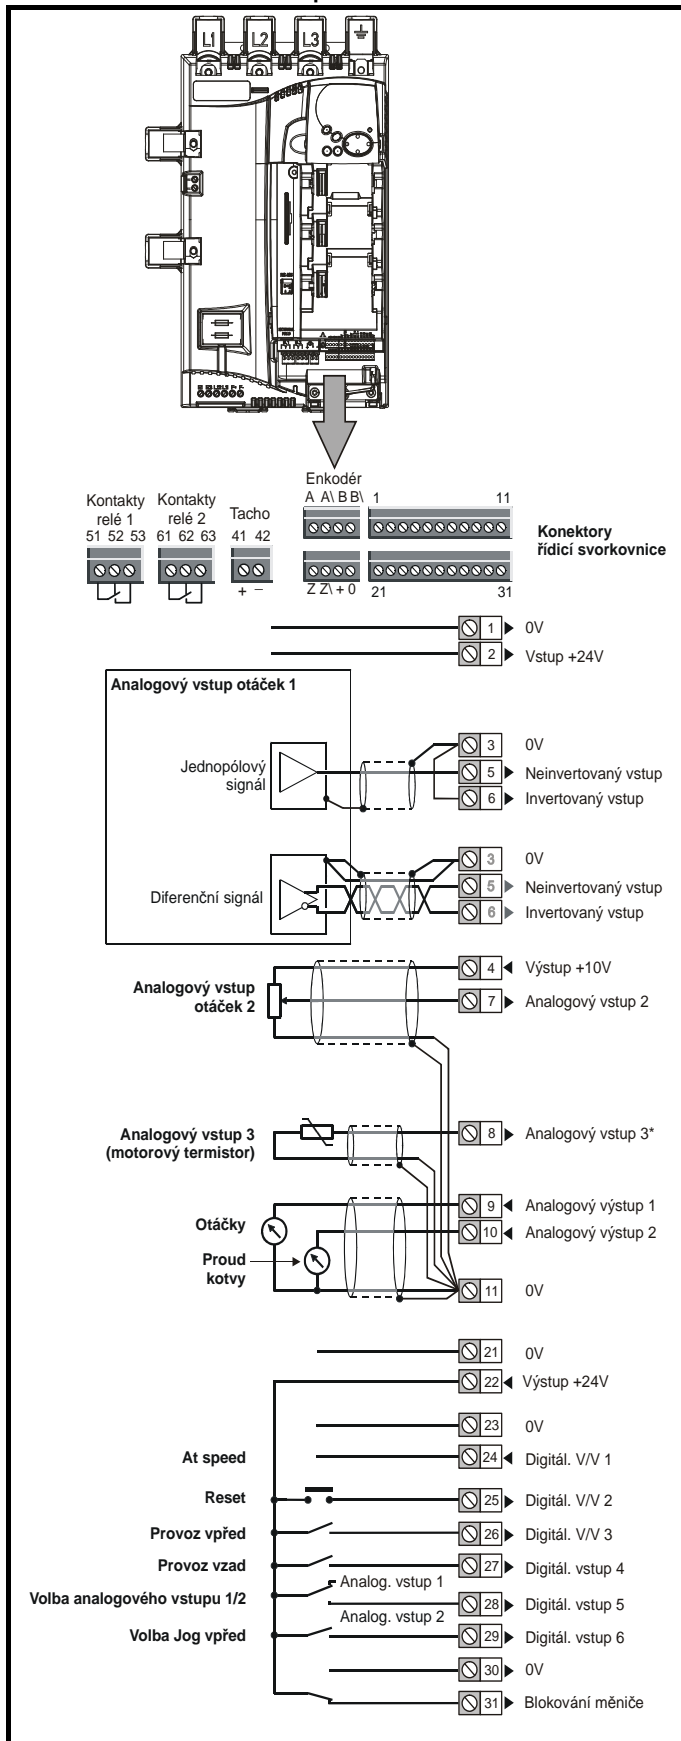 L1 L2 L3
Enkodér
A A\ B B\ 1 11
Kontakty relé 1
51 52 53
Kontakty relé 2
61 62 63
Tacho
41 42
+ −
Z Z\ + 0 21 31
Konektory
řídicí svorkovnice
1 0V
2 Vstup +24V
Analogový vstup otáček 1
Jednopólový
signál
3 0V
5 Neinvertovaný vstup
6 Invertovaný vstup
Diferenční signál
3 0V
5 Neinvertovaný vstup
6 Invertovaný vstup
Analogový vstup
otáček 2
4 Výstup +10V
7 Analogový vstup 2
Analogový vstup 3
(motorový termistor)
8 Analogový vstup 3*
Otáčky
9 Analogový výstup 1
10 Analogový výstup 2
Proud
kotvy
11 0V
21 0V
22 Výstup +24V
23 0V
At speed 24 Digitál. V/V 1
Reset 25 Digitál. V/V 2
Provoz vpřed 26 Digitál. V/V 3
Provoz vzad 27 Digitál. vstup 4
Analog. vstup 1
Volba analogového vstupu 1/2 28 Digitál. vstup 5
Analog. vstup 2
Volba Jog vpřed 29 Digitál. vstup 6
30 0V
31 Blokování měniče